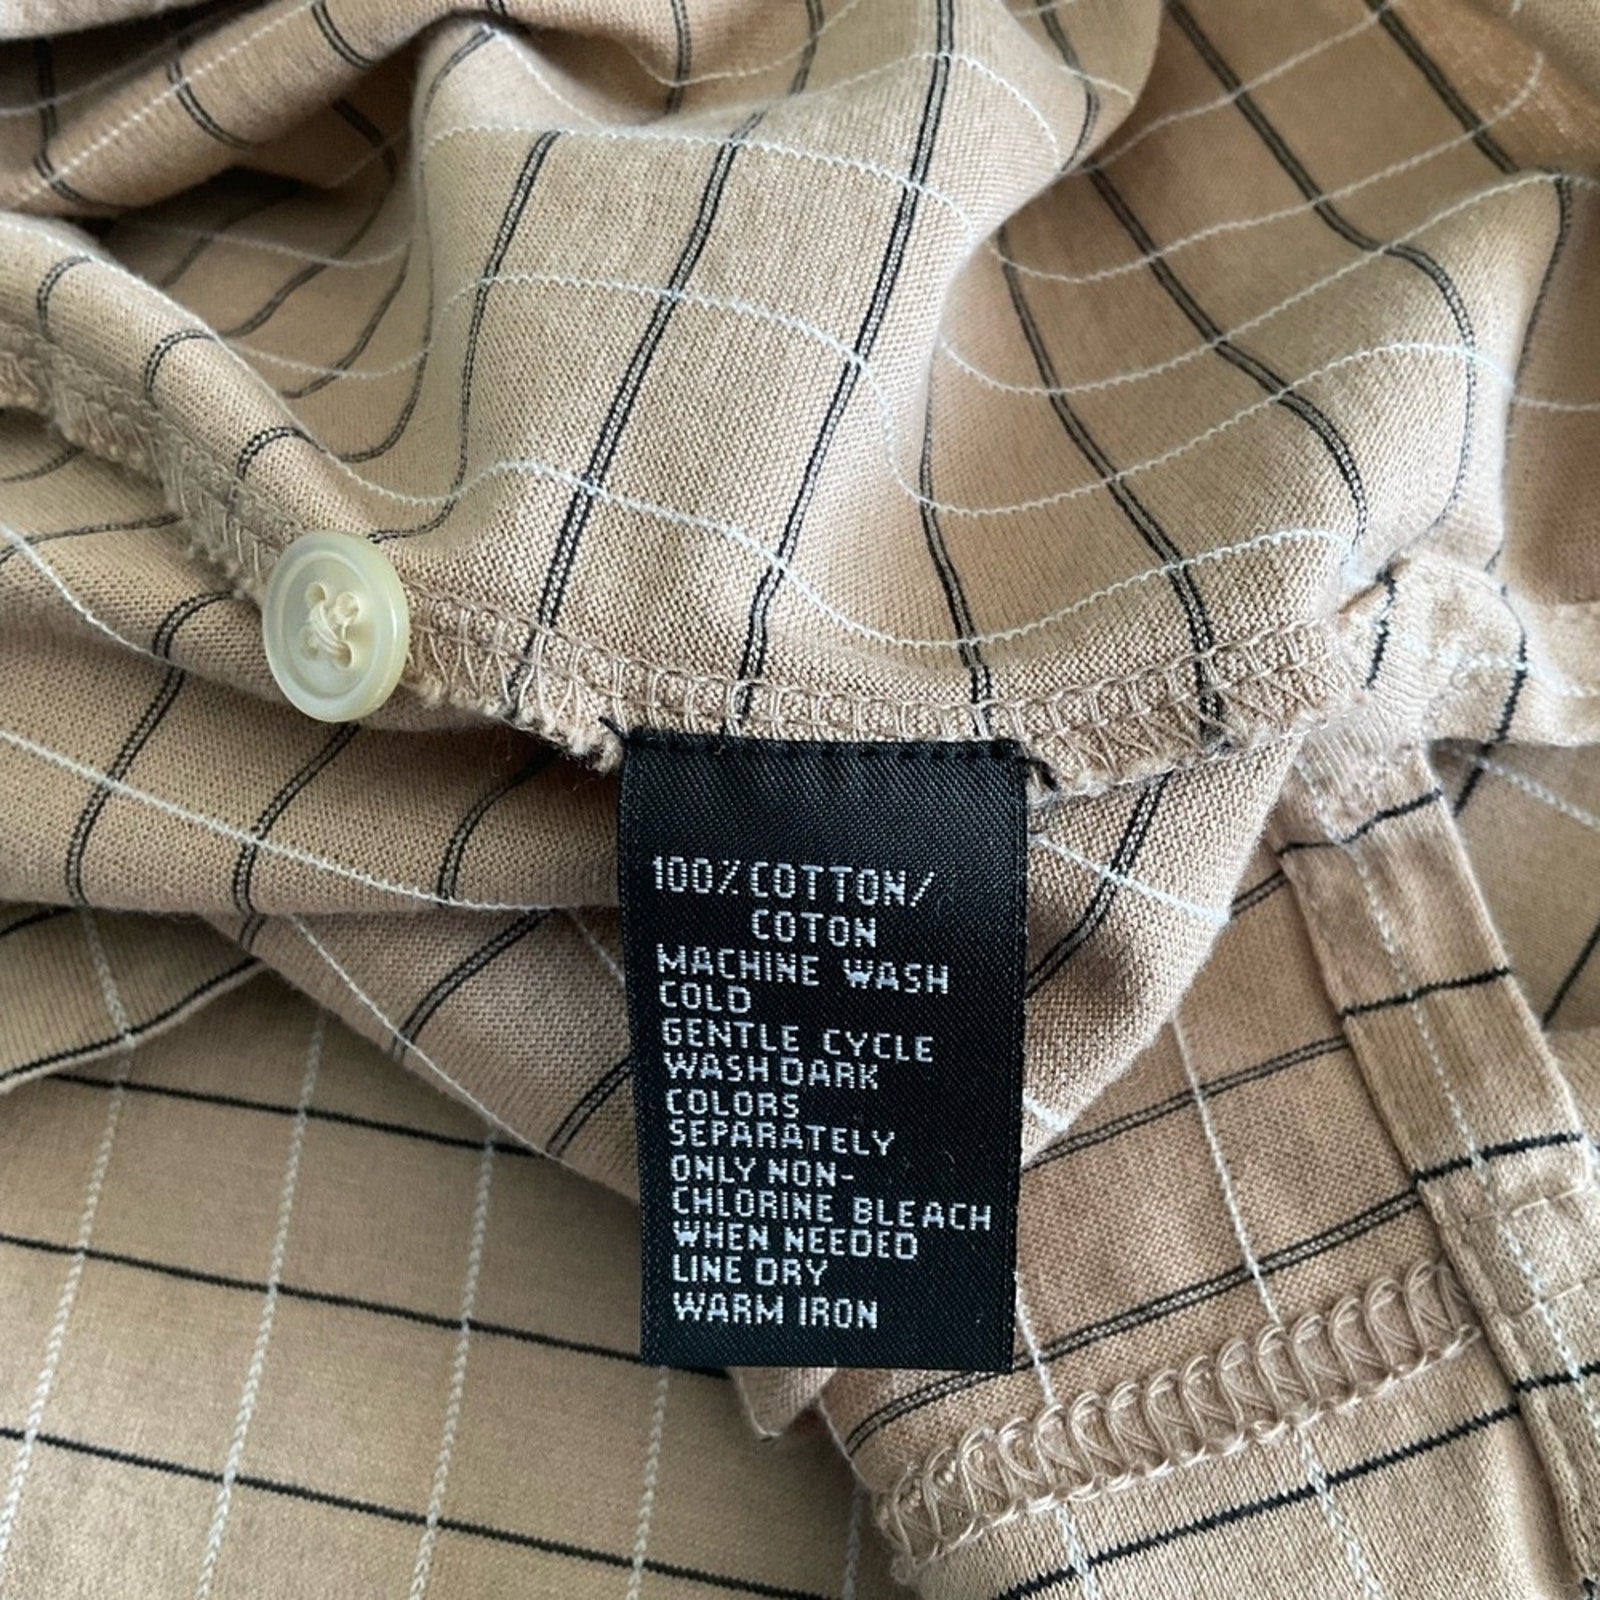 100% COTTON/
COTON
MACHINE WASH
COLD
GENTLE CYCLE
WASH DARK
COLORS
SEPARATELY
ONLY NON-
CHLORINE BLEACH
WHEN NEEDED
LINE DRY
WARM IRON